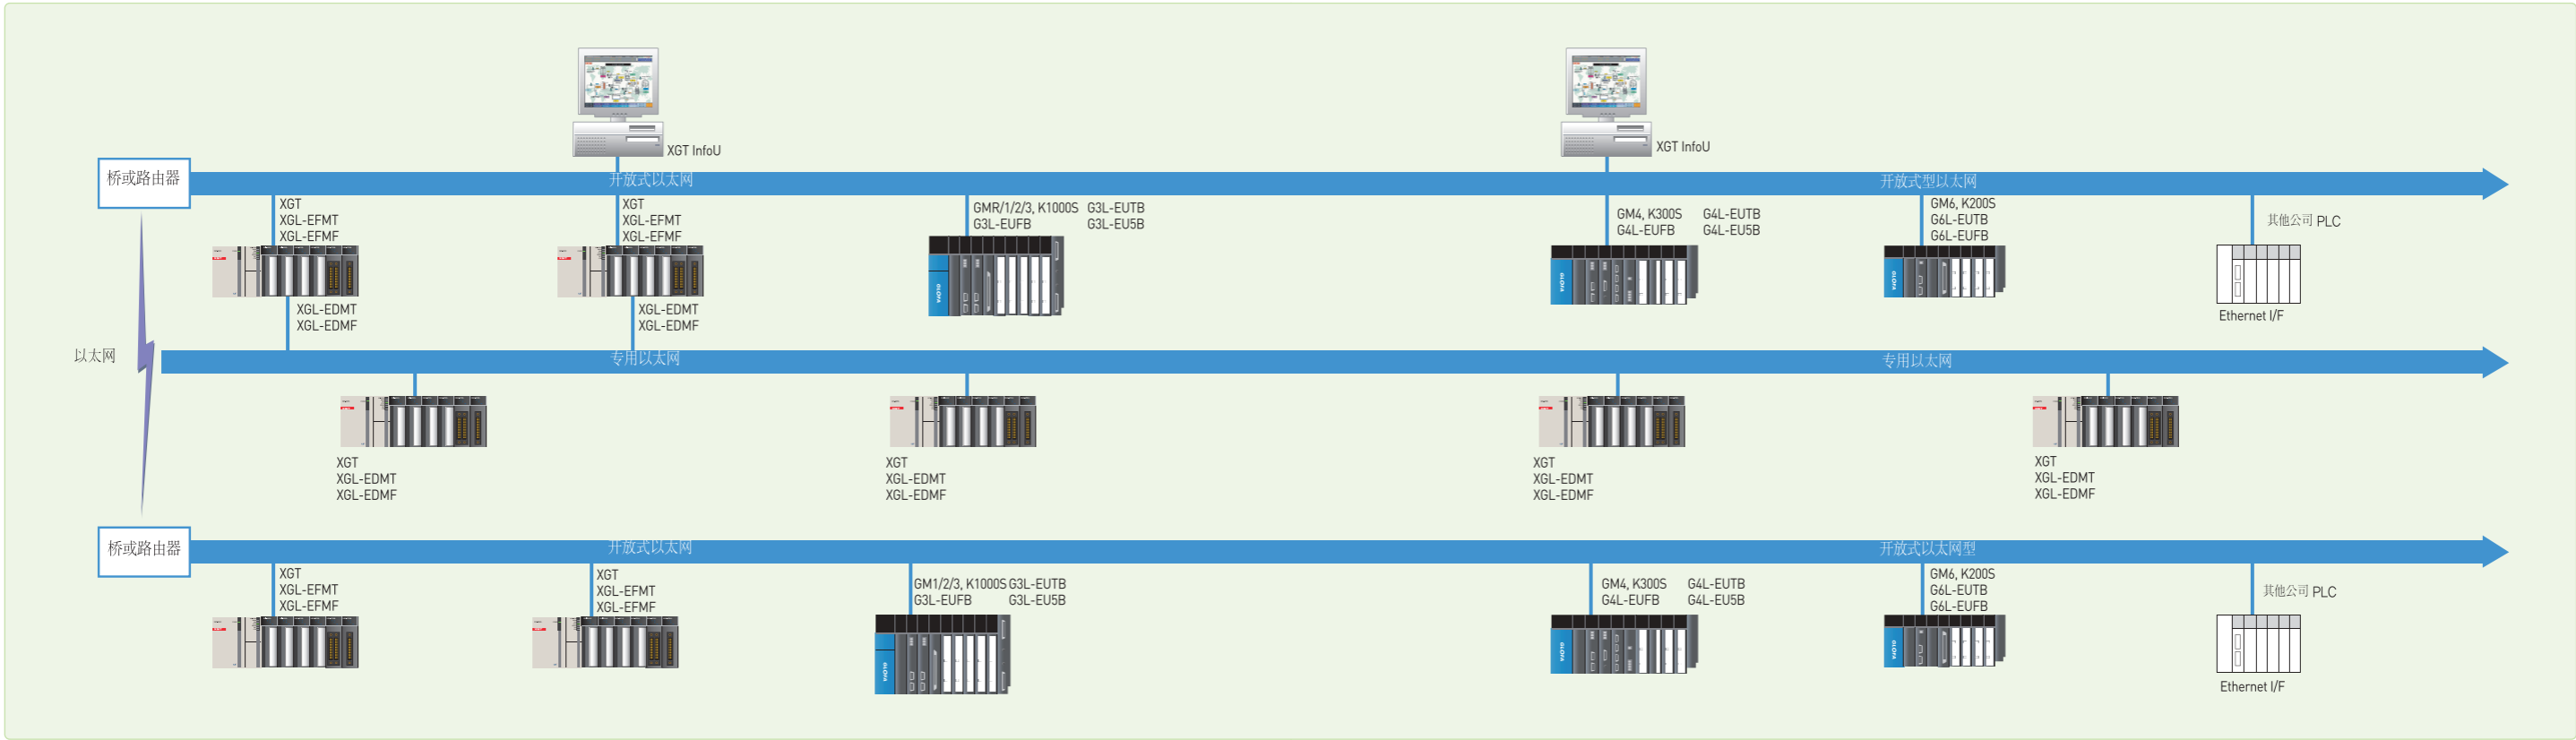 XGT InfoU
XGT InfoU
桥或路由器
开放式以太网
开放式型以太网
XGT
XGL-EFMT
XGL-EFMF
XGT
XGL-EFMT
XGL-EFMF
GMR/1/2/3, K1000S G3L-EUTB
G3L-EUFB G3L-EU5B
GM4, K300S G4L-EUTB
G4L-EUFB G4L-EU5B
GM6, K200S
G6L-EUTB
G6L-EUFB
其他公司 PLC
GLOFA
GLOFA
GLOFA
Ethernet I/F
XGL-EDMT
XGL-EDMF
XGL-EDMT
XGL-EDMF
以太网
专用以太网
专用以太网
XGT
XGL-EDMT
XGL-EDMF
XGT
XGL-EDMT
XGL-EDMF
XGT
XGL-EDMT
XGL-EDMF
XGT
XGL-EDMT
XGL-EDMF
桥或路由器
开放式以太网
开放式以太网型
XGT
XGL-EFMT
XGL-EFMF
XGT
XGL-EFMT
XGL-EFMF
GM1/2/3, K1000S G3L-EUTB
G3L-EUFB G3L-EU5B
GM4, K300S G4L-EUTB
G4L-EUFB G4L-EU5B
GM6, K200S
G6L-EUTB
G6L-EUFB
其他公司 PLC
GLOFA
GLOFA
GLOFA
Ethernet I/F